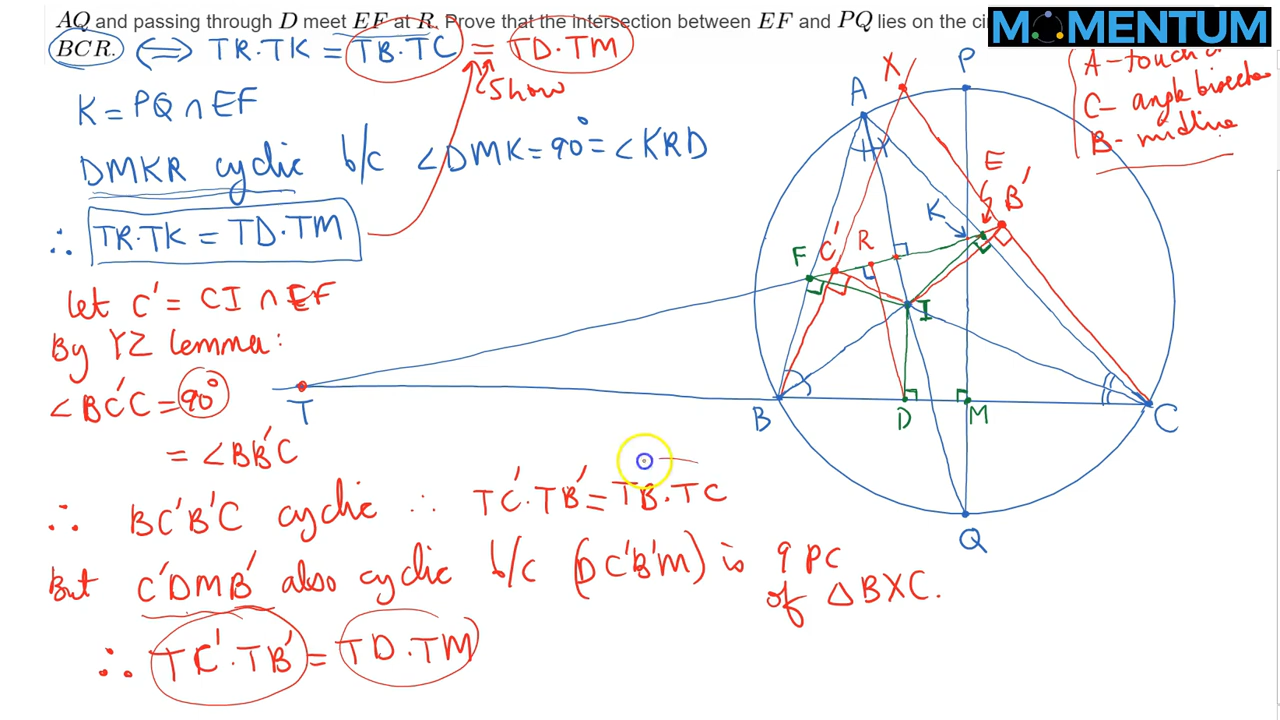 AQ and passing through D meet EF at R. Prove that the intersection between EF and PQ lies on the ci
MOMENTUM
BCR. ⟺ TR·TK = TB·TC = TD·TM
Show
K = PQ ∩ EF
DMKR cyclic b/c ∠DMK = 90° = ∠KRD
∴ TR·TK = TD·TM
let C' = CI ∩ EF
By YZ lemma:
∠BC'C = 90°
= ∠BB'C
∴ BC'B'C cyclic ∴ TC'·TB' = TB·TC
But C'DMB' also cyclic b/c (DC'B'M) is 9PC
of △BXC.
∴ TC'·TB' = TD·TM
A - touch
C - angle bisector
B - midline
X
P
A
E
B'
K
F
C'
R
I
T
B
D
M
C
Q